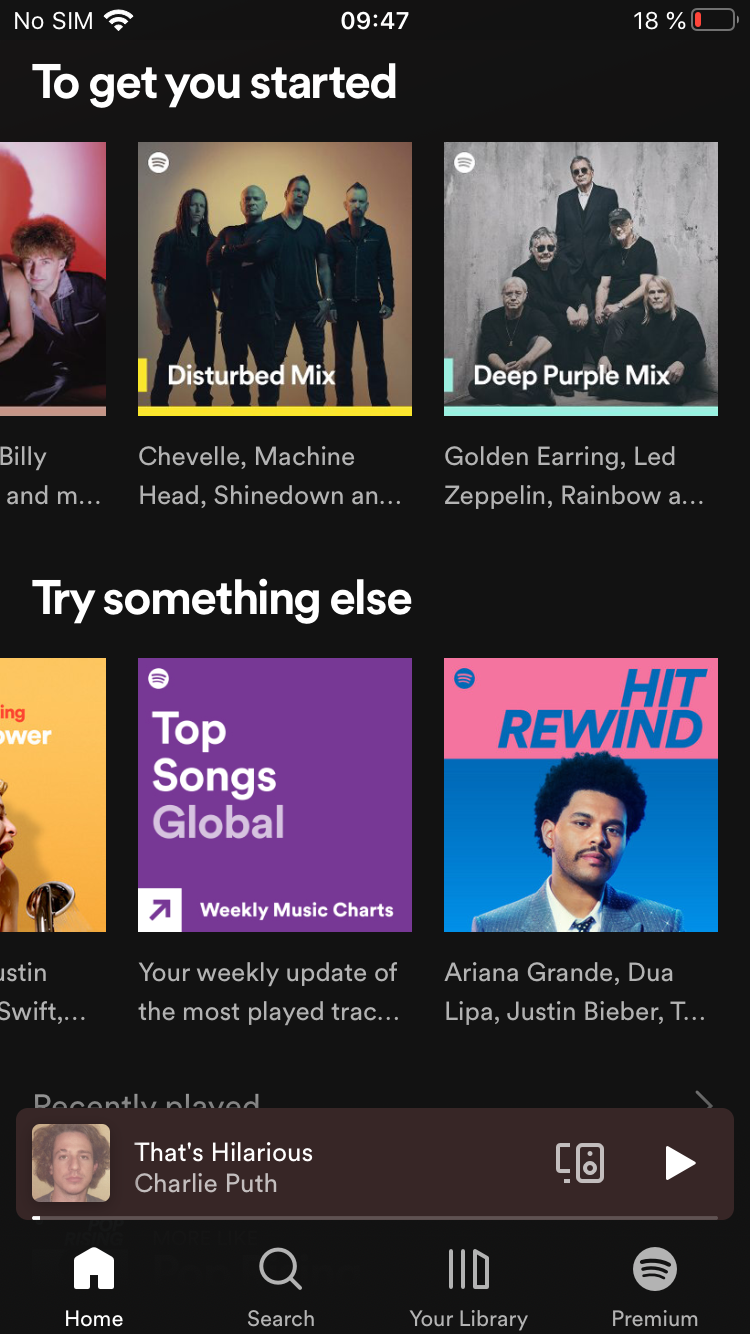 No SIM 09:47 18 %
To get you started
Disturbed Mix
Deep Purple Mix
Billy
and m...
Chevelle, Machine
Head, Shinedown an...
Golden Earring, Led
Zeppelin, Rainbow a...
Try something else
Top
Songs
Global
Weekly Music Charts
HIT
REWIND
Swift,...
Your weekly update of
the most played trac...
Ariana Grande, Dua
Lipa, Justin Bieber, T...
Recently played
That's Hilarious
Charlie Puth
Home
Search
Your Library
Premium